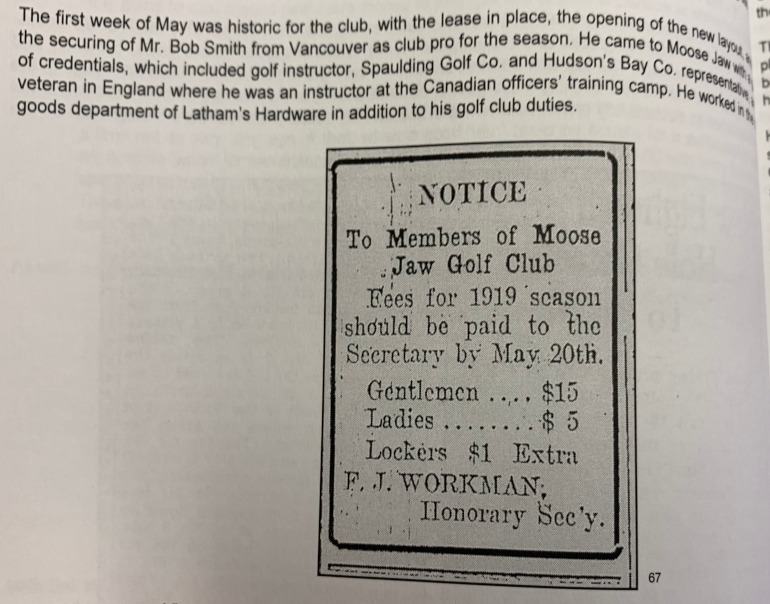 The first week of May was historic for the club, with the lease in place, the opening of the new layout
the securing of Mr. Bob Smith from Vancouver as club pro for the season. He came to Moose Jaw with
of credentials, which included golf instructor, Spaulding Golf Co. and Hudson's Bay Co. representative,
veteran in England where he was an instructor at the Canadian officers' training camp. He worked in the
goods department of Latham's Hardware in addition to his golf club duties.
NOTICE
To Members of Moose
Jaw Golf Club
Fees for 1919 season
should be paid to the
Secretary by May 20th.
Gentlemen .... $15
Ladies ........ $ 5
Lockers $1 Extra
F. J. WORKMAN,
Honorary Sec'y.
67